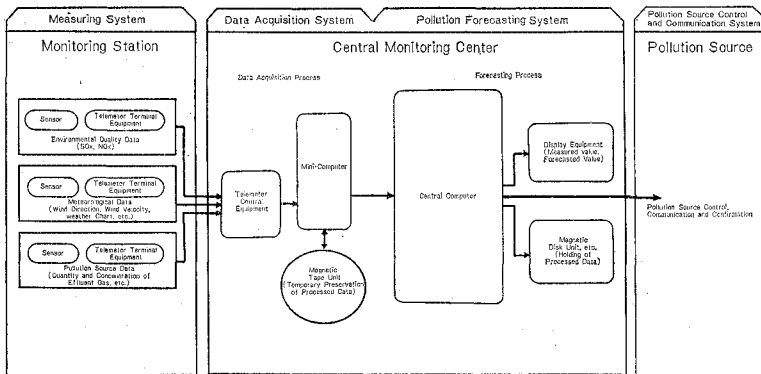 Measuring System
Data Acquisition System
Pollution Forecasting System
Pollution Source Control
and Communication System
Monitoring Station
Central Monitoring Center
Pollution Source
Data Acquisition Process
Forecasting Process
Sensor
Telemeter Terminal
Equipment
Environmental Quality Data
(SOx, NOx)
Sensor
Telemeter Terminal
Equipment
Meteorological Data
(Wind Direction, Wind Velocity,
weather Chart, etc.)
Sensor
Telemeter Terminal
Equipment
Pollution Source Data
(Quantity and Concentration of
Effluent Gas, etc.)
Telemeter
Central
Equipment
Mini-Computer
Magnetic
Tape Unit
(Temporary Preservation
of Processed Data)
Central Computer
Display Equipment
(Measured value,
Forecasted Value)
Magnetic
Disk Unit, etc.
(Holding of
Processed Data)
Pollution Source Control,
Communication and Confirmation